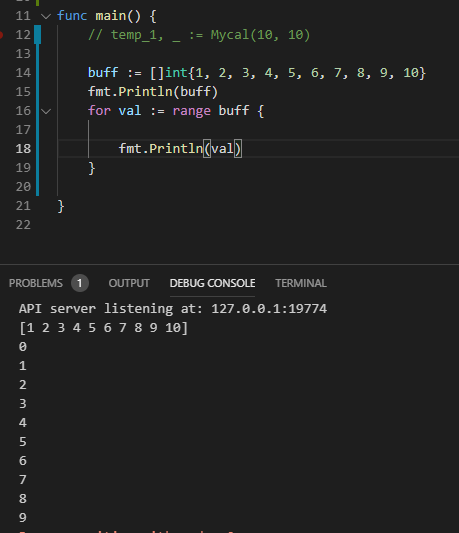 11 func main() {
12 // temp_1, _ := Mycal(10, 10)
13
14 buff := []int{1, 2, 3, 4, 5, 6, 7, 8, 9, 10}
15 fmt.Println(buff)
16 for val := range buff {
17
18 fmt.Println(val)
19 }
20
21 }
22
PROBLEMS 1 OUTPUT DEBUG CONSOLE TERMINAL
API server listening at: 127.0.0.1:19774
[1 2 3 4 5 6 7 8 9 10]
0
1
2
3
4
5
6
7
8
9